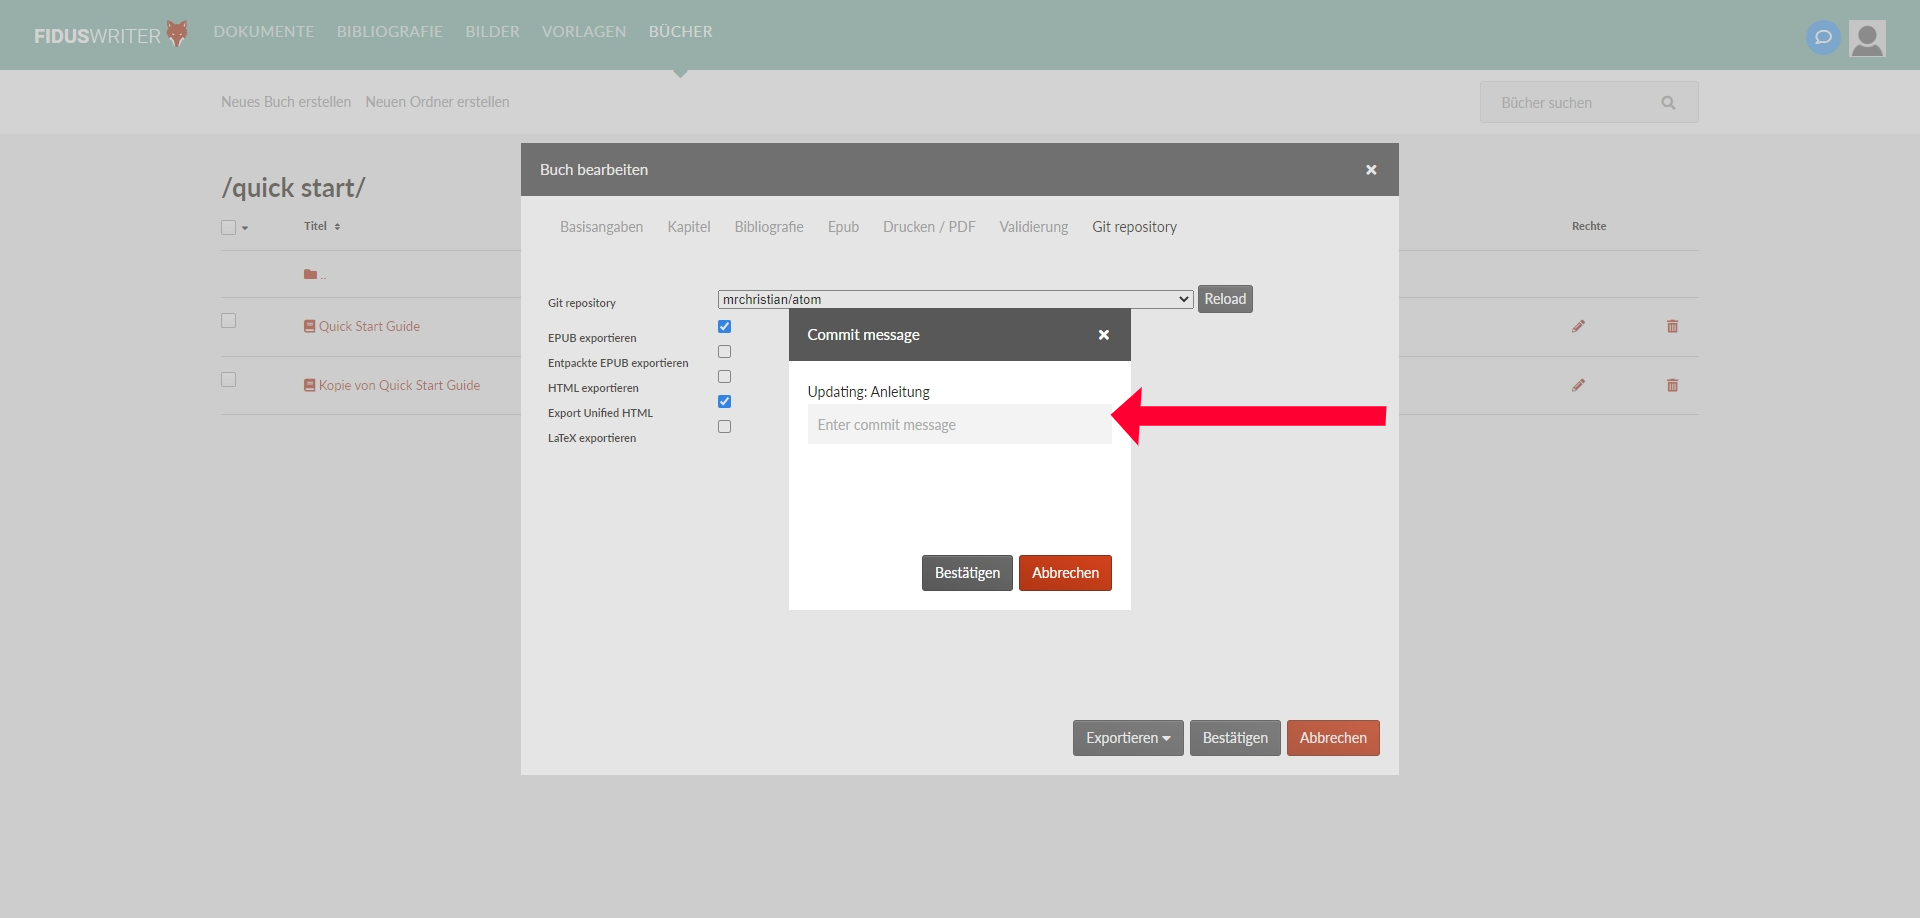 FIDUSWRITER DOKUMENTE BIBLIOGRAFIE BILDER VORLAGEN BÜCHER
Neues Buch erstellen Neuen Ordner erstellen Bücher suchen
/quick start/
Titel Rechte
..
Quick Start Guide
Kopie von Quick Start Guide
Buch bearbeiten
Basisangaben Kapitel Bibliografie Epub Drucken / PDF Validierung Git repository
Git repository mrchristian/atom Reload
EPUB exportieren
Entpackte EPUB exportieren
HTML exportieren
Export Unified HTML
LaTeX exportieren
Commit message
Updating: Anleitung
Enter commit message
Bestätigen Abbrechen
Exportieren Bestätigen Abbrechen